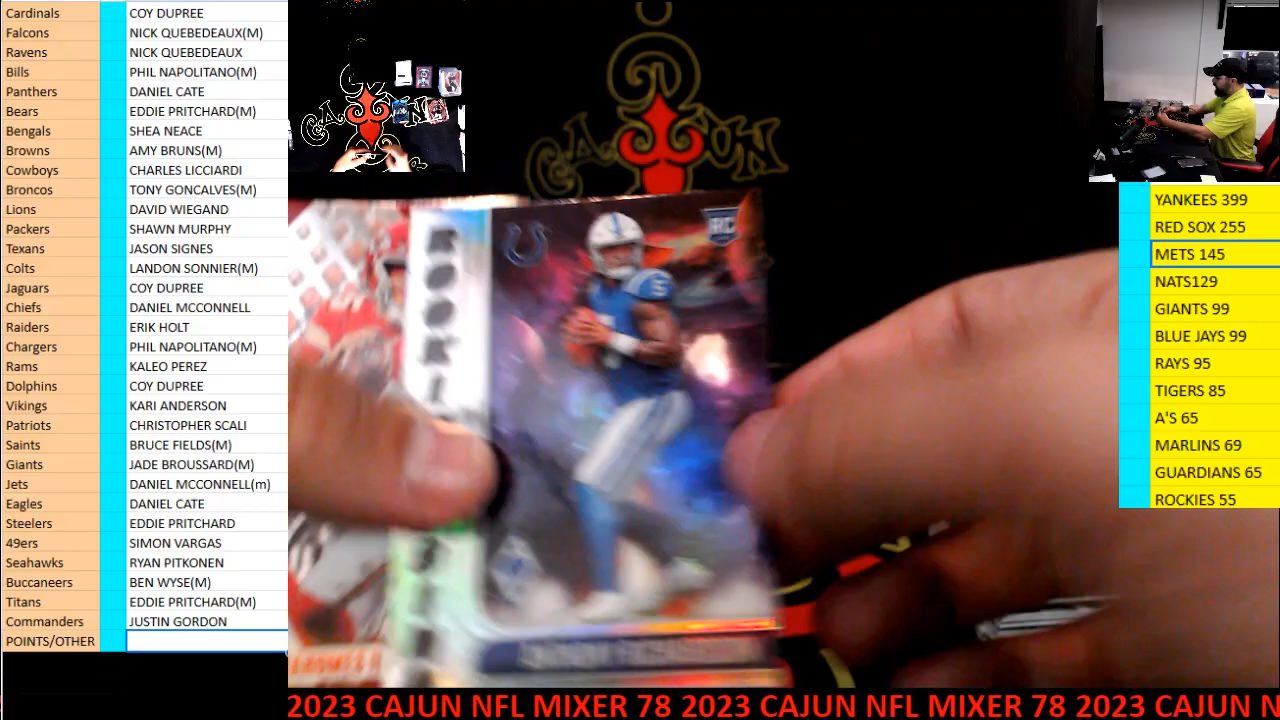 Cardinals COY DUPREE
Falcons NICK QUEBEDEAUX(M)
Ravens NICK QUEBEDEAUX
Bills PHIL NAPOLITANO(M)
Panthers DANIEL CATE
Bears EDDIE PRITCHARD(M)
Bengals SHEA NEACE
Browns AMY BRUNS(M)
Cowboys CHARLES LICCIARDI
Broncos TONY GONCALVES(M)
Lions DAVID WIEGAND
Packers SHAWN MURPHY
Texans JASON SIGNES
Colts LANDON SONNIER(M)
Jaguars COY DUPREE
Chiefs DANIEL MCCONNELL
Raiders ERIK HOLT
Chargers PHIL NAPOLITANO(M)
Rams KALEO PEREZ
Dolphins COY DUPREE
Vikings KARI ANDERSON
Patriots CHRISTOPHER SCALI
Saints BRUCE FIELDS(M)
Giants JADE BROUSSARD(M)
Jets DANIEL MCCONNELL(m)
Eagles DANIEL CATE
Steelers EDDIE PRITCHARD
49ers SIMON VARGAS
Seahawks RYAN PITKONEN
Buccaneers BEN WYSE(M)
Titans EDDIE PRITCHARD(M)
Commanders JUSTIN GORDON
POINTS/OTHER
CAJUN
RC
5
YANKEES 399
RED SOX 255
METS 145
NATS129
GIANTS 99
BLUE JAYS 99
RAYS 95
TIGERS 85
A'S 65
MARLINS 69
GUARDIANS 65
ROCKIES 55
2023 CAJUN NFL MIXER 78 2023 CAJUN NFL MIXER 78 2023 CAJUN N